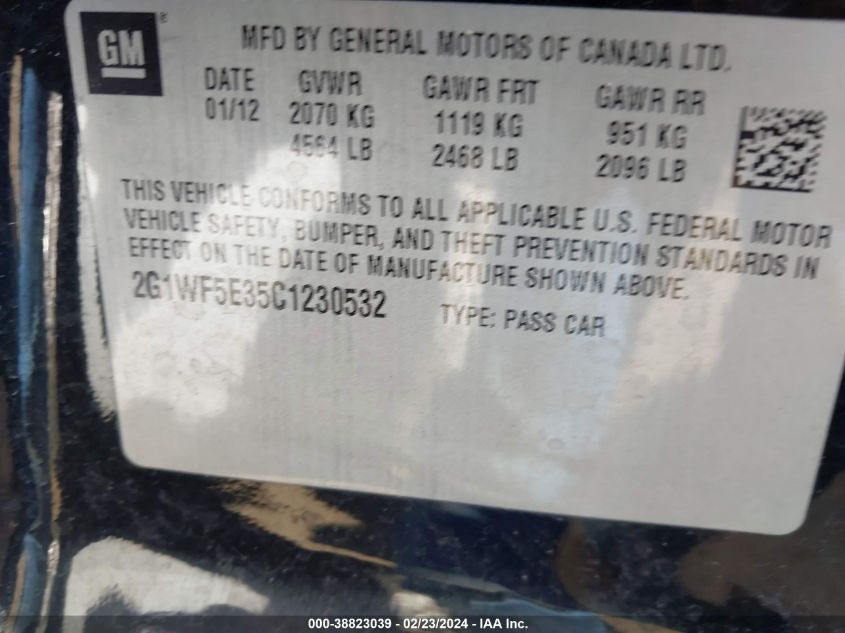 GM ®
MFD BY GENERAL MOTORS OF CANADA LTD.
DATE GVWR GAWR FRT GAWR RR
01/12 2070 KG 1119 KG 951 KG
4564 LB 2468 LB 2096 LB
THIS VEHICLE CONFORMS TO ALL APPLICABLE U.S. FEDERAL MOTOR
VEHICLE SAFETY, BUMPER, AND THEFT PREVENTION STANDARDS IN
EFFECT ON THE DATE OF MANUFACTURE SHOWN ABOVE.
2G1WF5E35C1230532 TYPE: PASS CAR
000-38823039 - 02/23/2024 - IAA Inc.